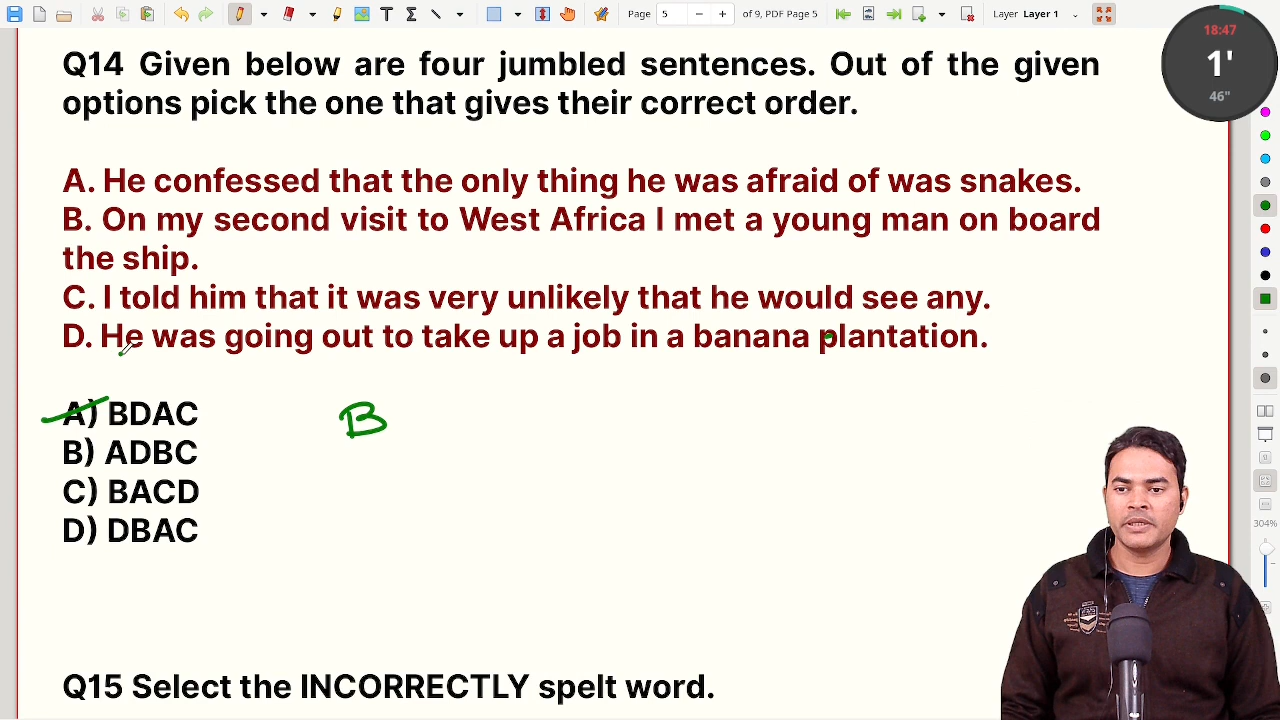 Page 5 of 9. PDF Page 5 Layer Layer 1
18:47
1'
46"
Q14 Given below are four jumbled sentences. Out of the given
options pick the one that gives their correct order.
A. He confessed that the only thing he was afraid of was snakes.
B. On my second visit to West Africa I met a young man on board
the ship.
C. I told him that it was very unlikely that he would see any.
D. He was going out to take up a job in a banana plantation.
A) BDAC
B
B) ADBC
C) BACD
D) DBAC
304%
Q15 Select the INCORRECTLY spelt word.